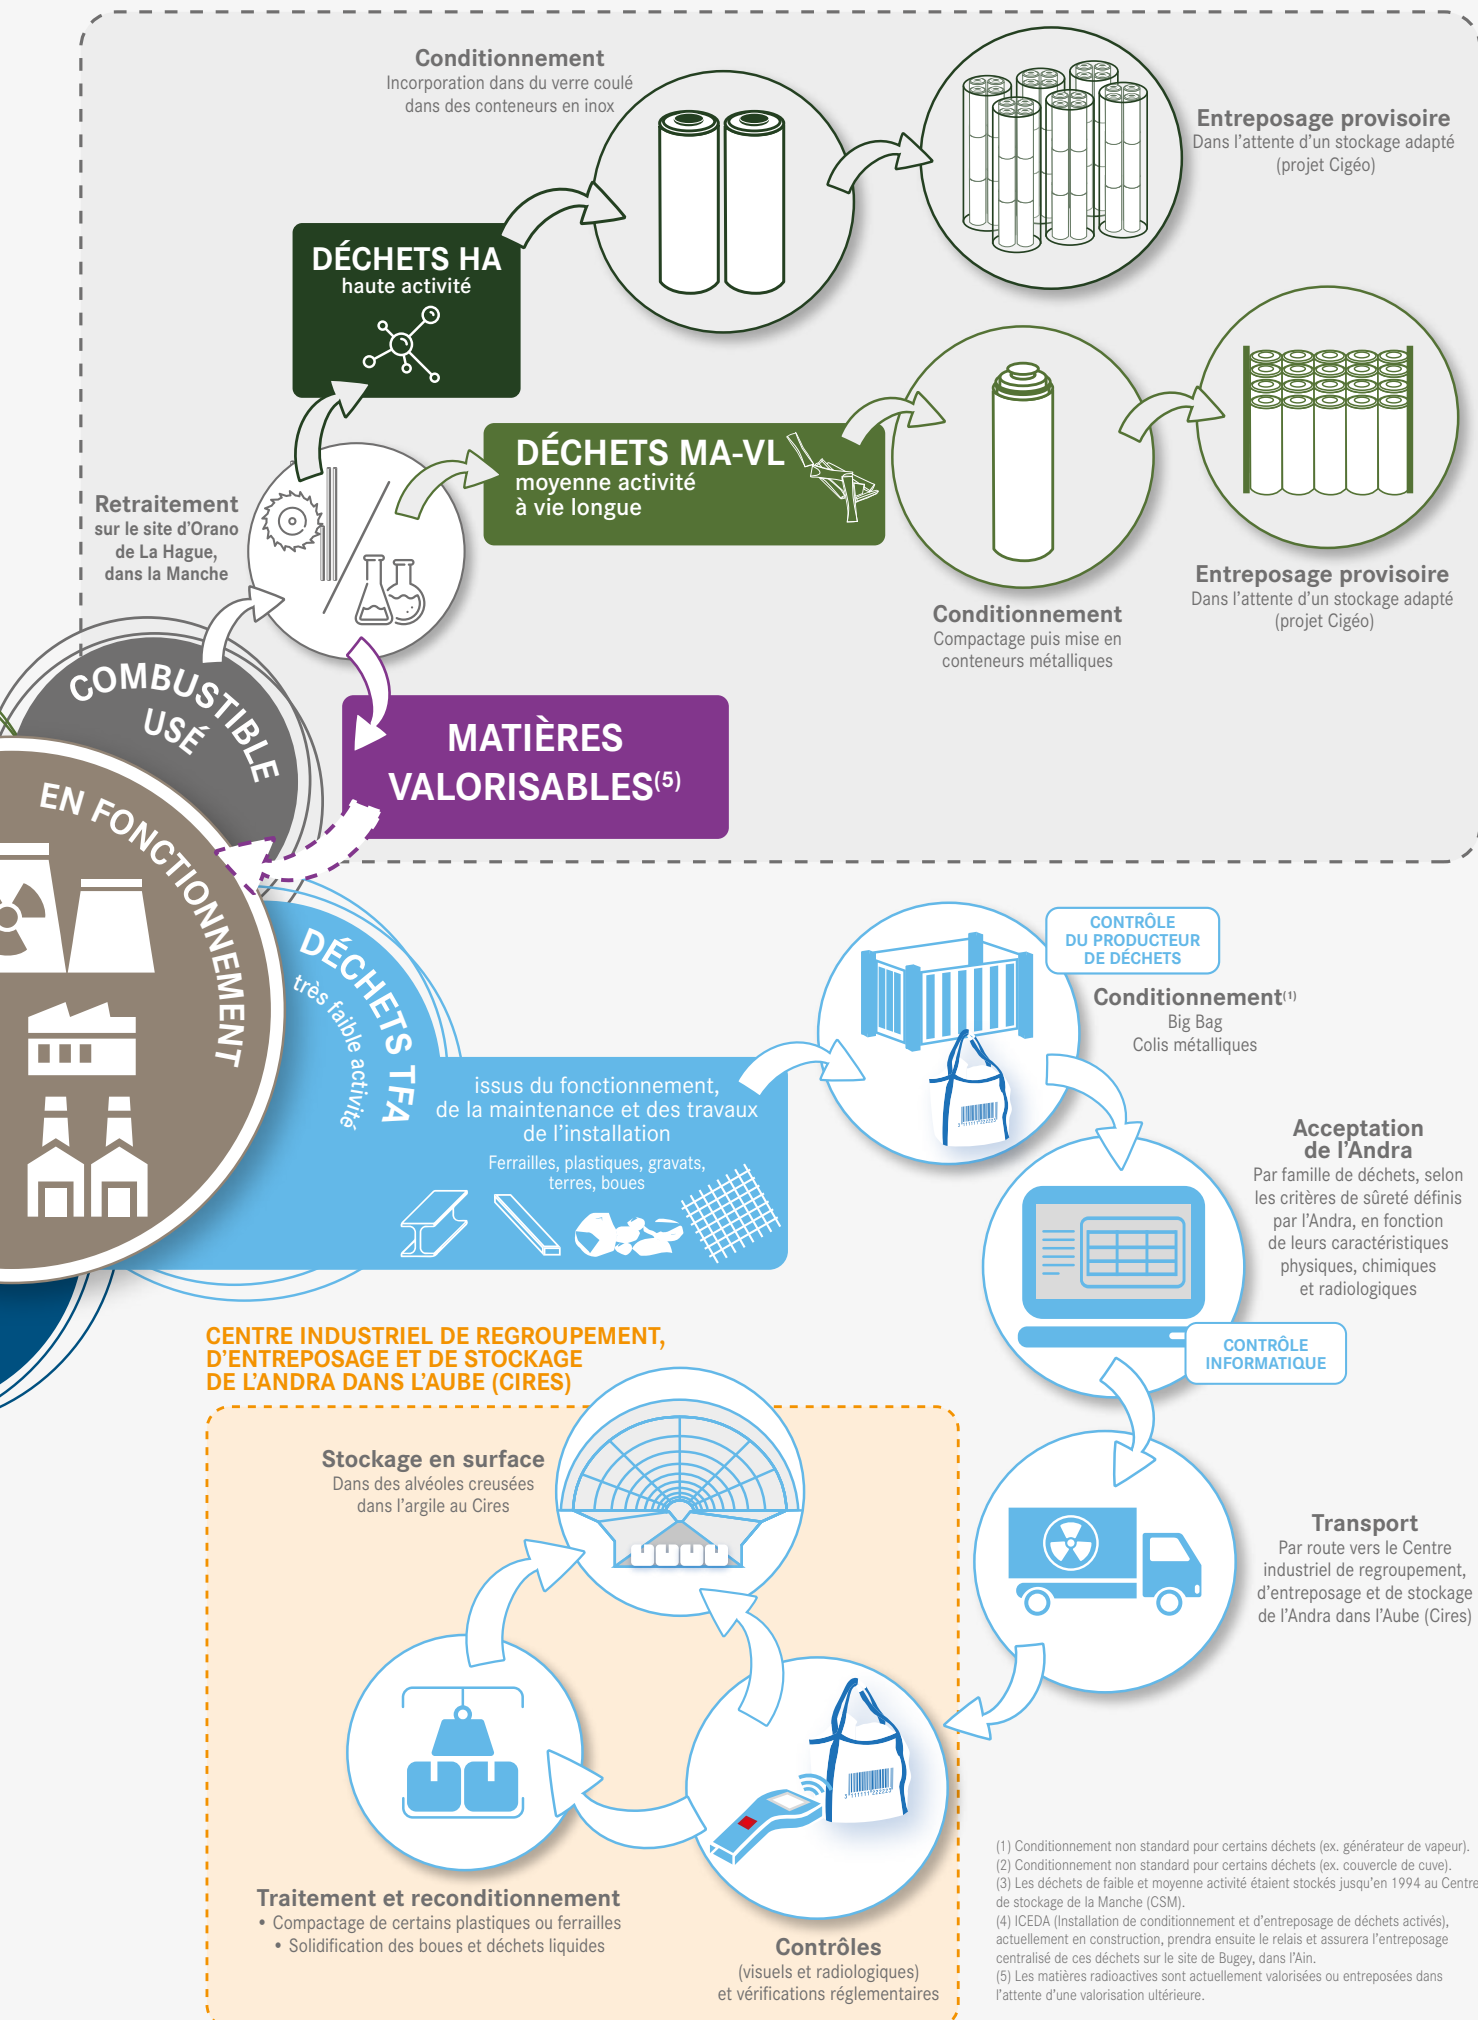 Conditionnement
Incorporation dans du verre coulé
dans des conteneurs en inox
Entreposage provisoire
Dans l'attente d'un stockage adapté
(projet Cigéo)
DÉCHETS HA
haute activité
DÉCHETS MA-VL
moyenne activité
à vie longue
Retraitement
sur le site d'Orano
de La Hague,
dans la Manche
Conditionnement
Compactage puis mise en
conteneurs métalliques
Entreposage provisoire
Dans l'attente d'un stockage adapté
(projet Cigéo)
COMBUSTIBLE
USÉ
MATIÈRES
VALORISABLES(5)
EN FONCTIONNEMENT
DÉCHETS TFA
très faible activité
issus du fonctionnement,
de la maintenance et des travaux
de l'installation
Ferrailles, plastiques, gravats,
terres, boues
CONTRÔLE
DU PRODUCTEUR
DE DÉCHETS
Conditionnement(1)
Big Bag
Colis métalliques
3 111111 222223
Acceptation
de l'Andra
Par famille de déchets, selon
les critères de sûreté définis
par l'Andra, en fonction
de leurs caractéristiques
physiques, chimiques
et radiologiques
CONTRÔLE
INFORMATIQUE
Transport
Par route vers le Centre
industriel de regroupement,
d'entreposage et de stockage
de l'Andra dans l'Aube (Cires)
CENTRE INDUSTRIEL DE REGROUPEMENT,
D'ENTREPOSAGE ET DE STOCKAGE
DE L'ANDRA DANS L'AUBE (CIRES)
Stockage en surface
Dans des alvéoles creusées
dans l'argile au Cires
3 111111 222223
Traitement et reconditionnement
• Compactage de certains plastiques ou ferrailles
• Solidification des boues et déchets liquides
Contrôles
(visuels et radiologiques)
et vérifications réglementaires
(1) Conditionnement non standard pour certains déchets (ex. générateur de vapeur).
(2) Conditionnement non standard pour certains déchets (ex. couvercle de cuve).
(3) Les déchets de faible et moyenne activité étaient stockés jusqu'en 1994 au Centre
de stockage de la Manche (CSM).
(4) ICEDA (Installation de conditionnement et d'entreposage de déchets activés),
actuellement en construction, prendra ensuite le relais et assurera l'entreposage
centralisé de ces déchets sur le site de Bugey, dans l'Ain.
(5) Les matières radioactives sont actuellement valorisées ou entreposées dans
l'attente d'une valorisation ultérieure.